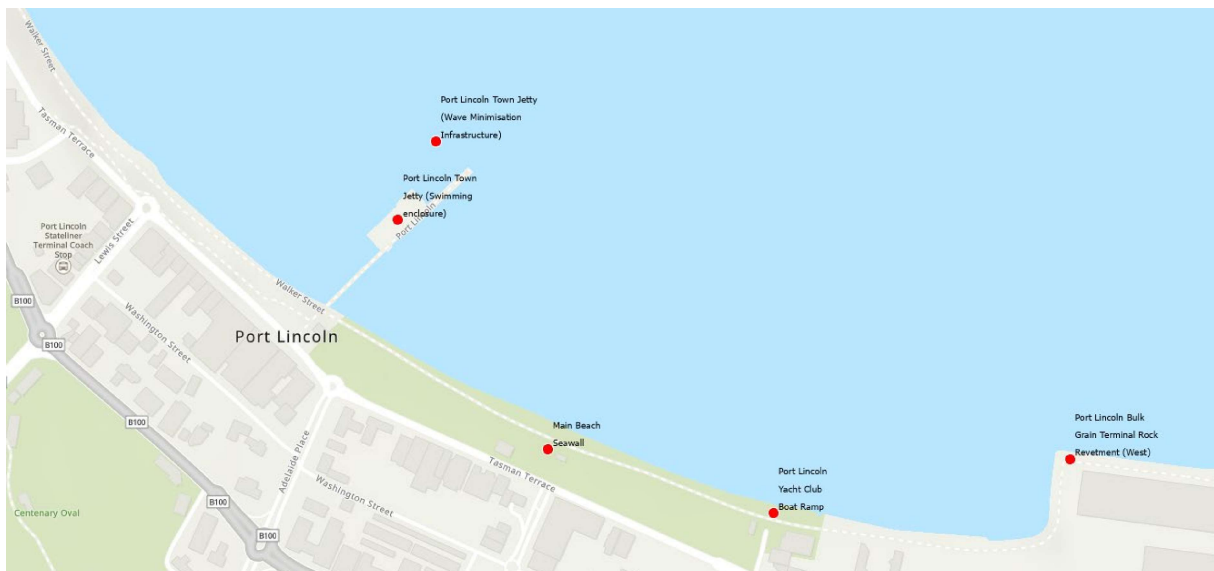 Walker Street
Tasman Terrace
Port Lincoln Town Jetty
(Wave Minimisation
Infrastructure)
Port Lincoln Town
Jetty (Swimming
enclosure)
Port Lincoln
Port Lincoln
Stateliner
Terminal Coach
Stop
Lewis Street
Walker Street
B100
Washington Street
Port Lincoln
B100
B100
Main Beach
Seawall
Port Lincoln Bulk
Grain Terminal Rock
Revetment (West)
Adelaide Place
Tasman Terrace
Washington Street
Port Lincoln
Yacht Club
Boat Ramp
B100
Centenary Oval
B100